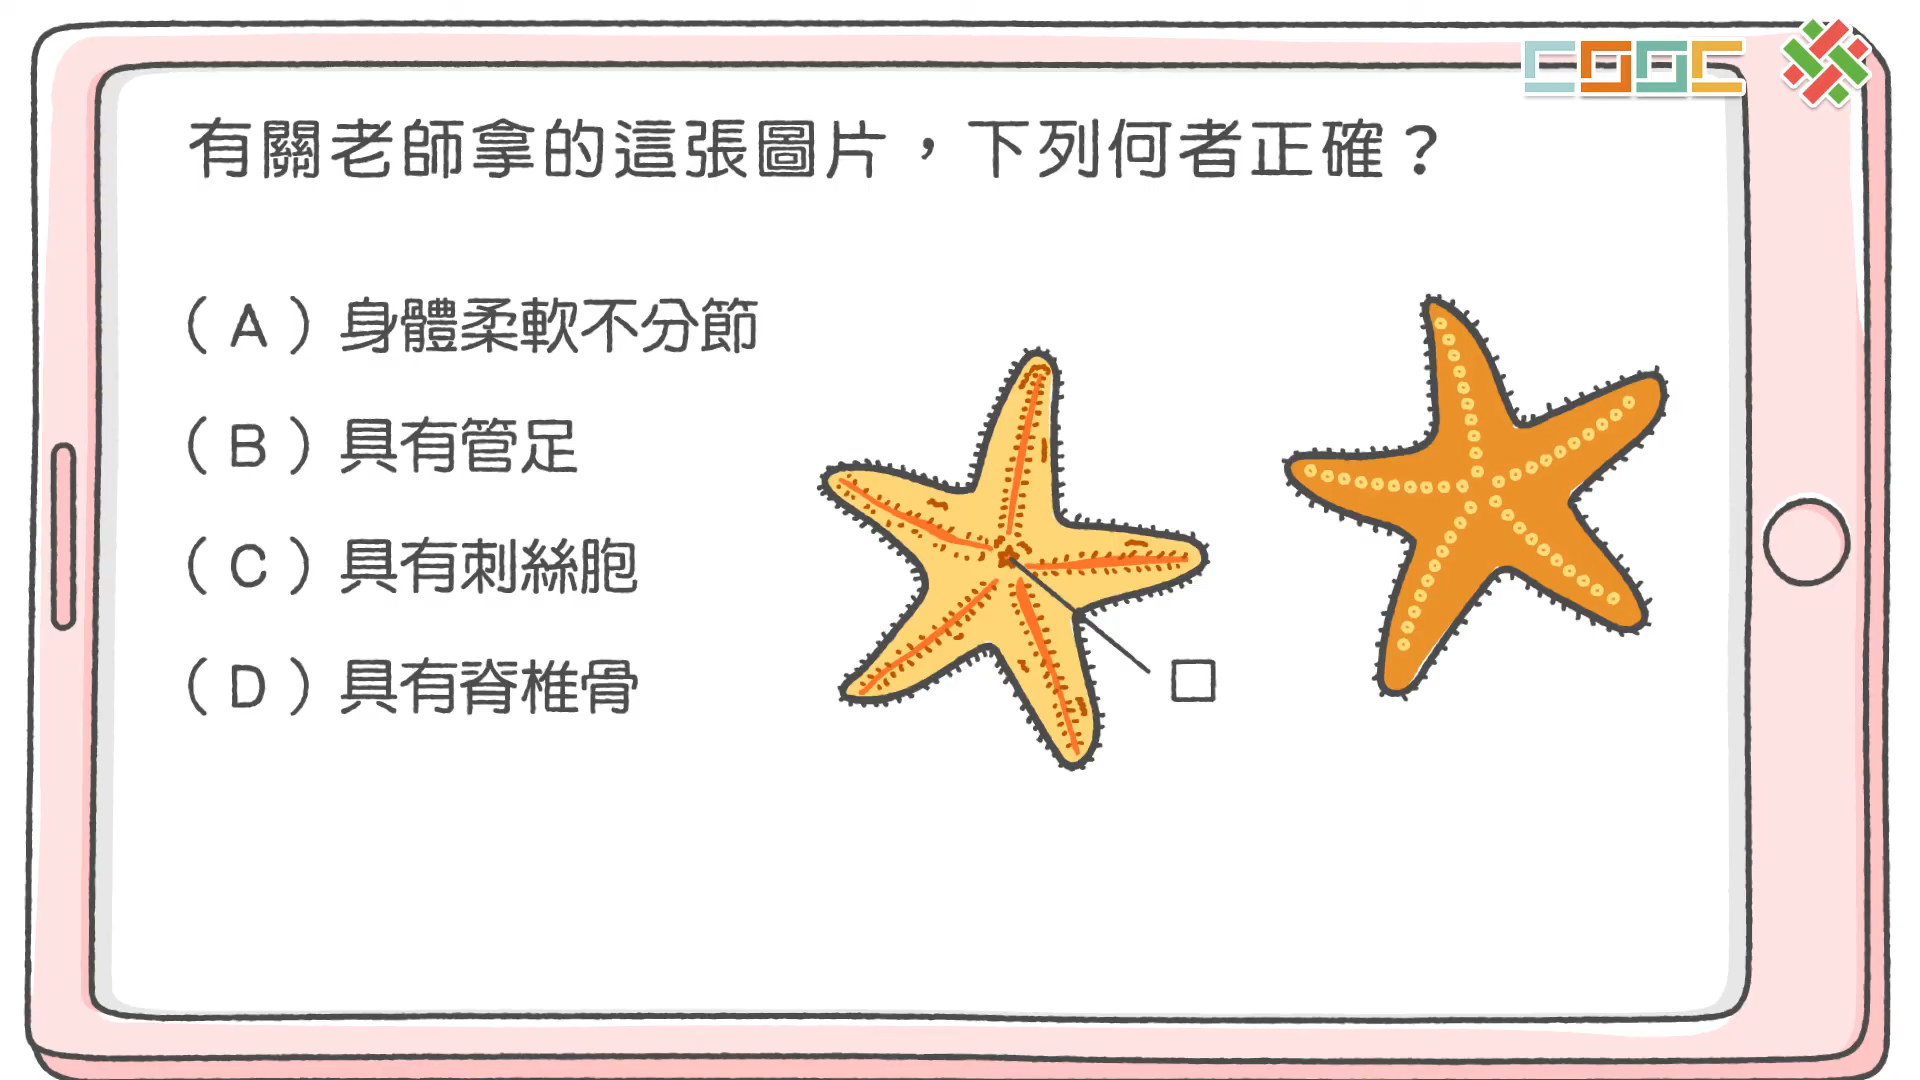 有關老師拿的這張圖片，下列何者正確？
（A）身體柔軟不分節
（B）具有管足
（C）具有刺絲胞
（D）具有脊椎骨
口